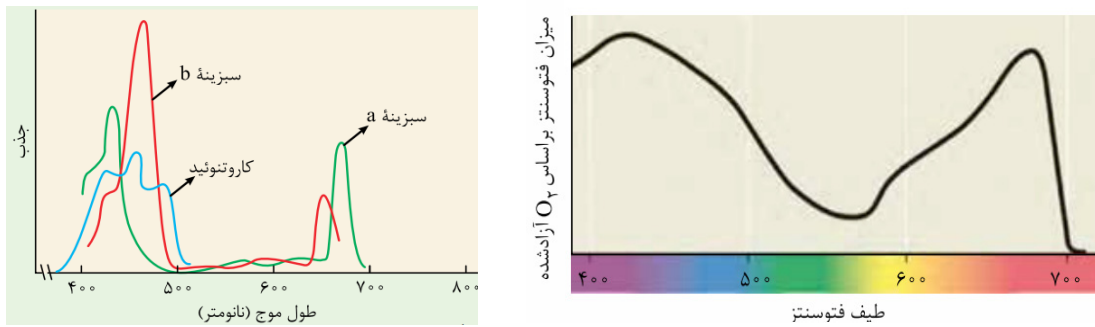 سبزینهٔ b
سبزینهٔ a
کاروتنوئید
جذب
۴۰۰ ۵۰۰ ۶۰۰ ۷۰۰ ۸۰۰
طول موج (نانومتر)
میزان فتوسنتر براساس O۲ آزادشده
۴۰۰ ۵۰۰ ۶۰۰ ۷۰۰
طیف فتوسنتز